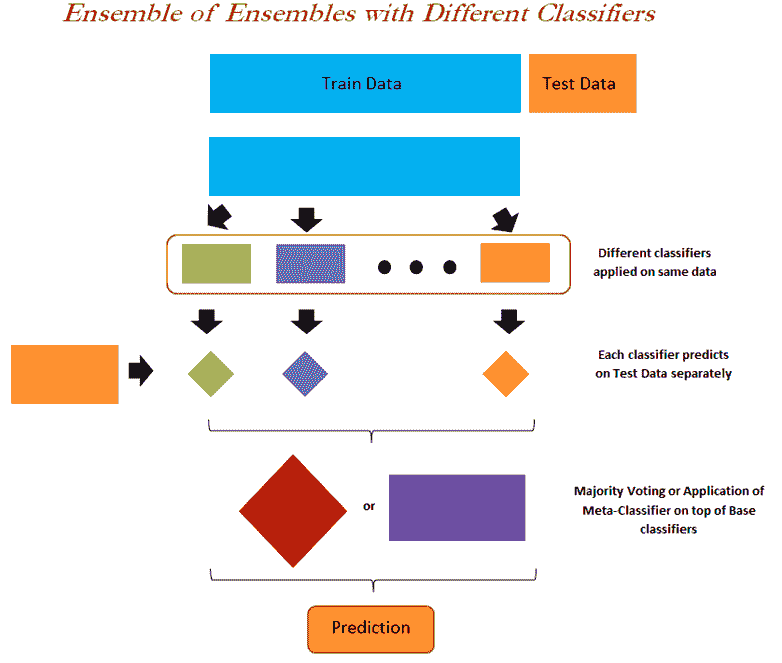 Ensemble of Ensembles with Different Classifiers
Train Data
Test Data
Different classifiers
applied on same data
Each classifier predicts
on Test Data separately
or
Majority Voting or Application of
Meta-Classifier on top of Base
classifiers
Prediction